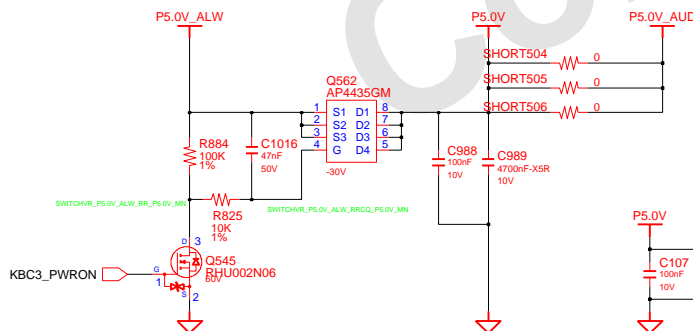 P5.0V_ALW
P5.0V
P5.0V_AUD
SHORT504
0
SHORT505
0
SHORT506
0
Q562
AP4435GM
1
S1
D1
8
2
S2
D2
7
3
S3
D3
6
4
G
D4
5
-30V
R884
100K
1%
C1016
47nF
50V
C988
100nF
10V
C989
4700nF-X5R
10V
SWITCHVR_P5.0V_ALW_RR_P5.0V_MN
R825
10K
1%
SWITCHVR_P5.0V_ALW_RRCQ_P5.0V_MN
P5.0V
C107
100nF
10V
D
3
Q545
RHU002N06
60V
KBC3_PWRON
G
1
S
2